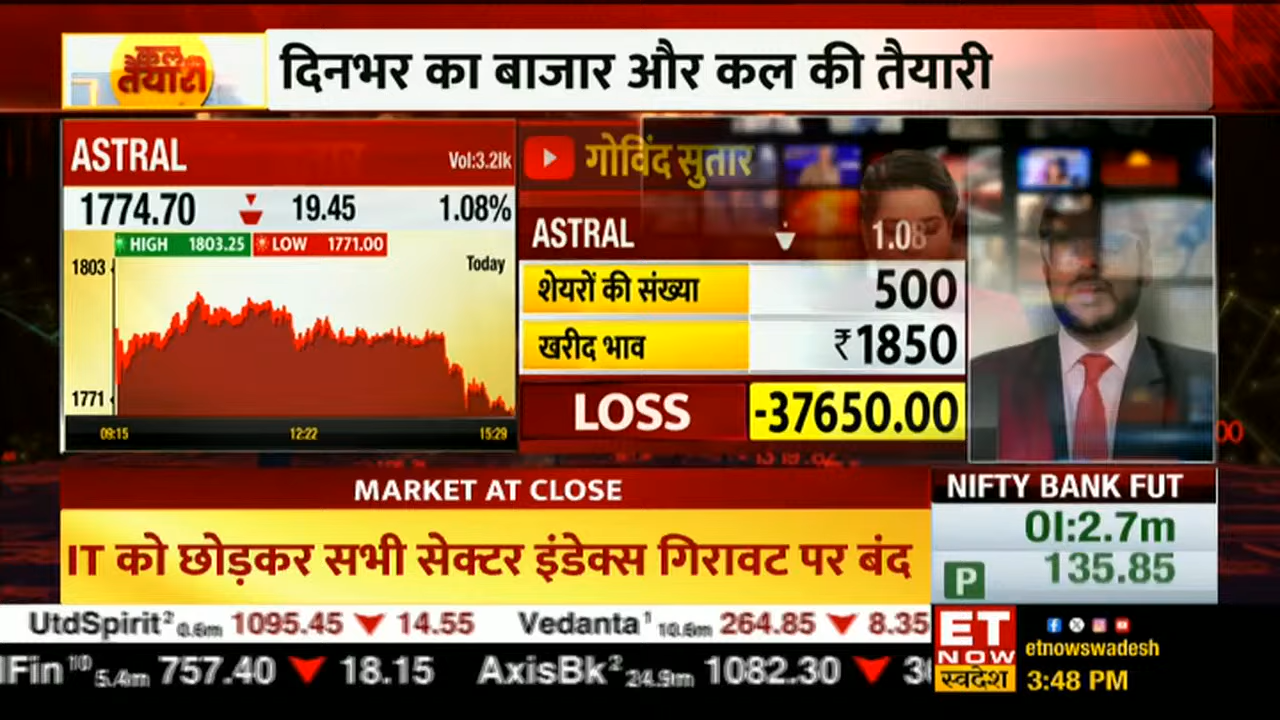 कल की तैयारी
दिनभर का बाजार और कल की तैयारी
ASTRAL Vol:3.2lk
1774.70 19.45 1.08%
HIGH 1803.25 LOW 1771.00
1803 Today
1771
09:15 12:22 15:29
गोविंद सुतार
ASTRAL 1.08
शेयरों की संख्या 500
खरीद भाव ₹1850
LOSS -37650.00
MARKET AT CLOSE
IT को छोड़कर सभी सेक्टर इंडेक्स गिरावट पर बंद
NIFTY BANK FUT
OI:2.7m
P 135.85
UtdSpirit² 0.6m 1095.45 14.55 Vedanta¹ 10.6m 264.85 8.35
Fin¹⁰ 5.4m 757.40 18.15 AxisBk² 24.9m 1082.30
ET NOW स्वदेश
etnowswadesh
3:48 PM